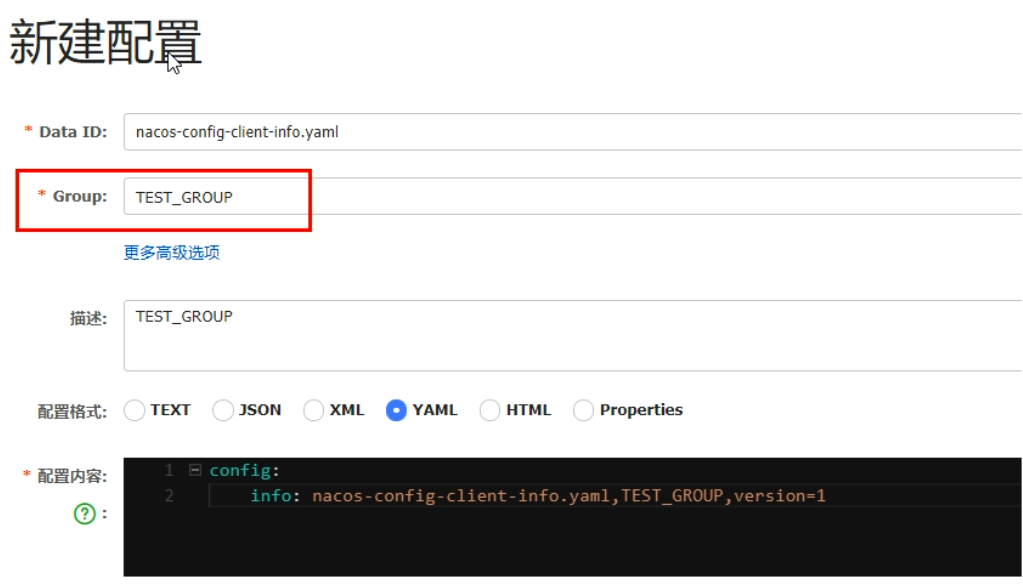 新建配置
* Data ID: nacos-config-client-info.yaml
* Group: TEST_GROUP
更多高级选项
描述: TEST_GROUP
配置格式: TEXT JSON XML YAML HTML Properties
* 配置内容: 1 config:
? : 2 info: nacos-config-client-info.yaml,TEST_GROUP,version=1